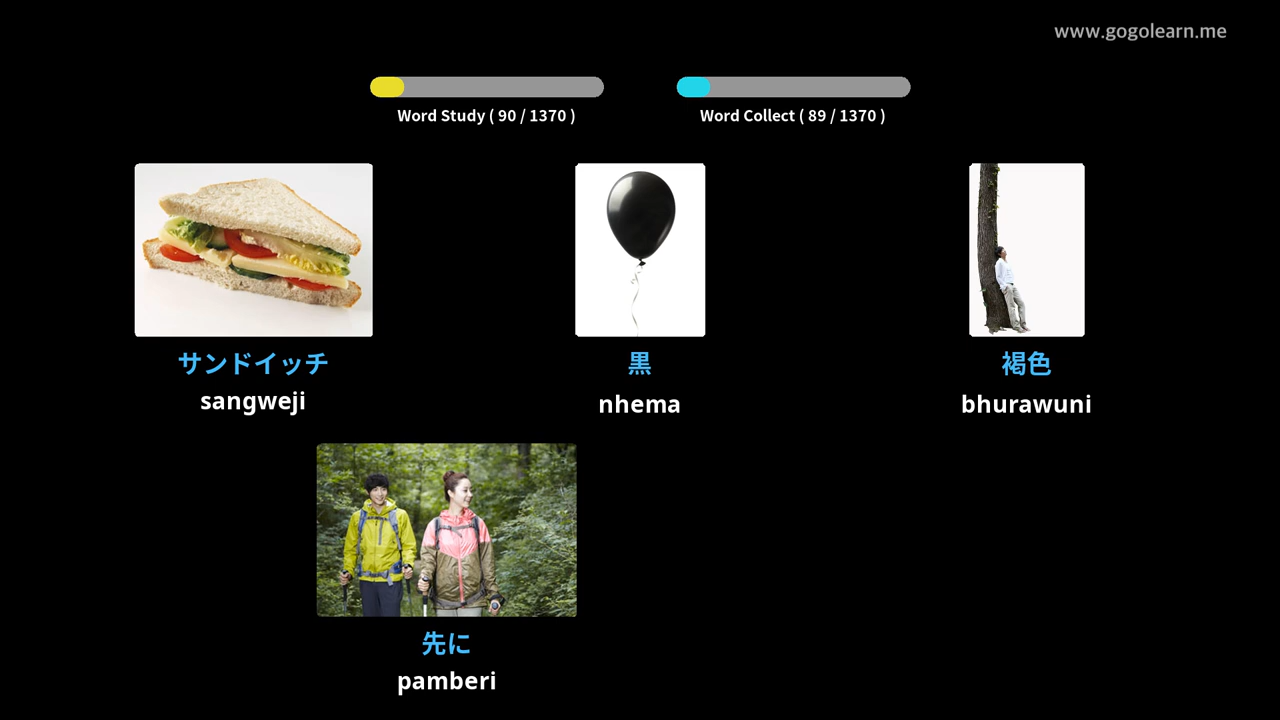 www.gogolearn.me
Word Study ( 90 / 1370 )
Word Collect ( 89 / 1370 )
サンドイッチ
sangweji
黒
nhema
褐色
bhurawuni
先に
pamberi